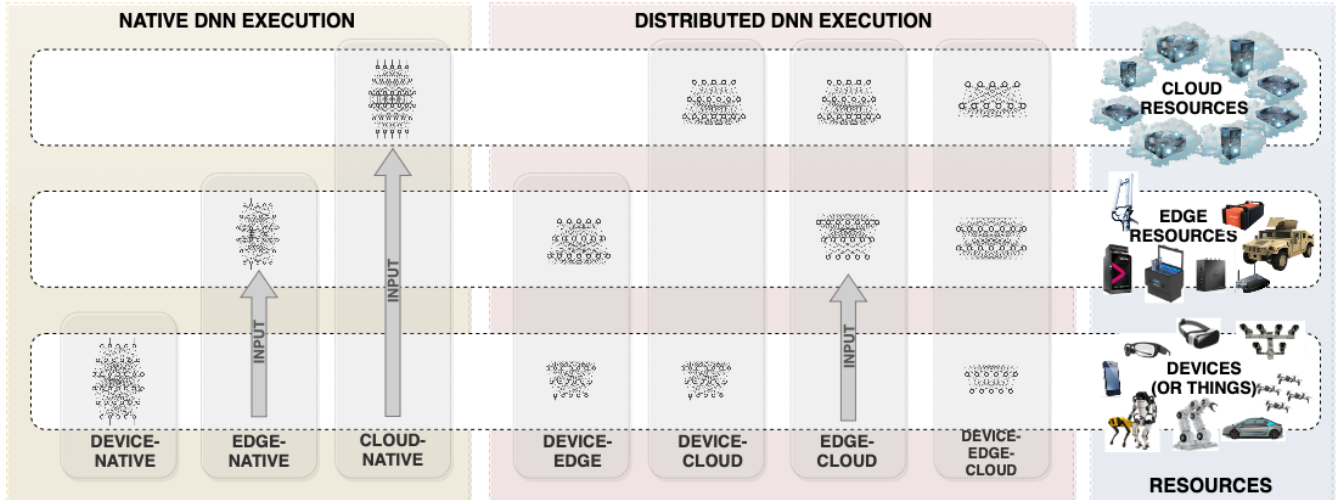 NATIVE DNN EXECUTION
DISTRIBUTED DNN EXECUTION
CLOUD
RESOURCES
EDGE
RESOURCES
DEVICES
(OR THINGS)
INPUT
INPUT
INPUT
DEVICE-
NATIVE
EDGE-
NATIVE
CLOUD-
NATIVE
DEVICE-
EDGE
DEVICE-
CLOUD
EDGE-
CLOUD
DEVICE-
EDGE-
CLOUD
RESOURCES